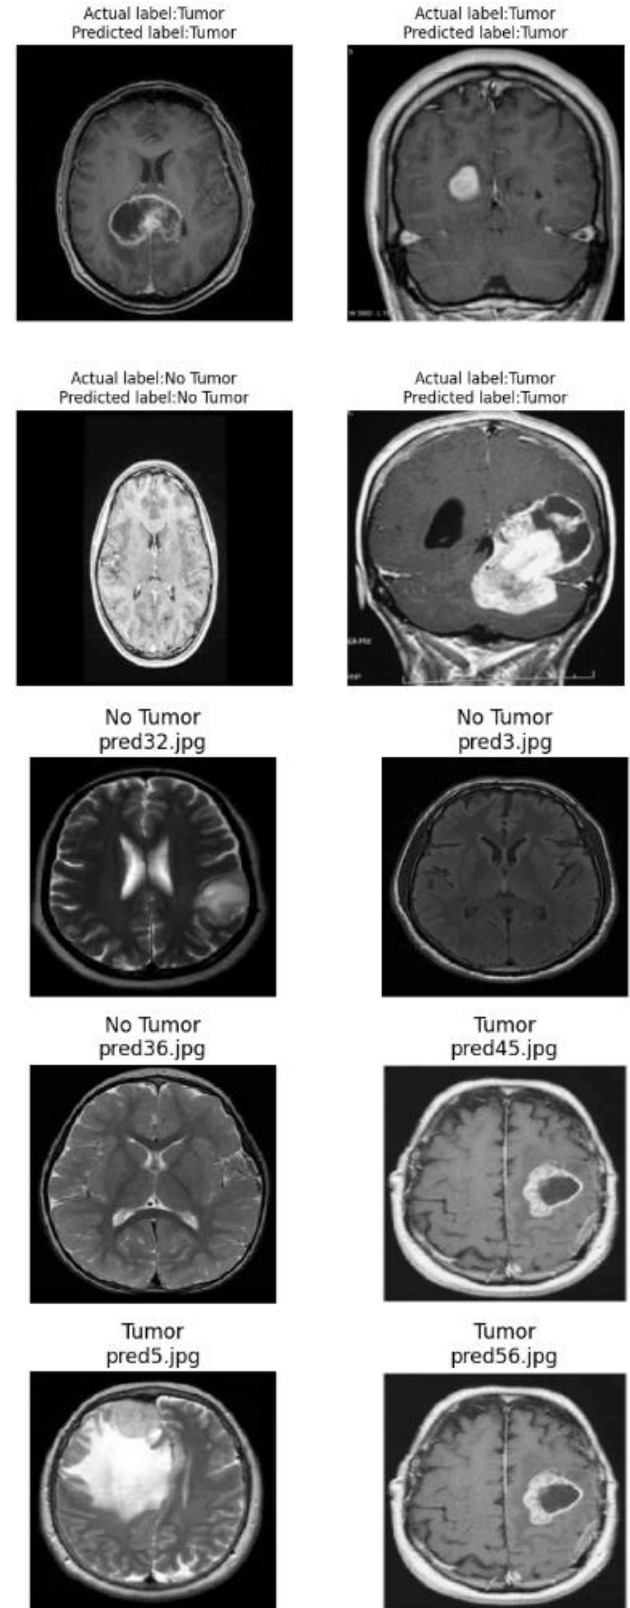 Actual label:Tumor
Predicted label:Tumor
Actual label:Tumor
Predicted label:Tumor
Actual label:No Tumor
Predicted label:No Tumor
Actual label:Tumor
Predicted label:Tumor
No Tumor
pred32.jpg
No Tumor
pred3.jpg
No Tumor
pred36.jpg
Tumor
pred45.jpg
Tumor
pred5.jpg
Tumor
pred56.jpg